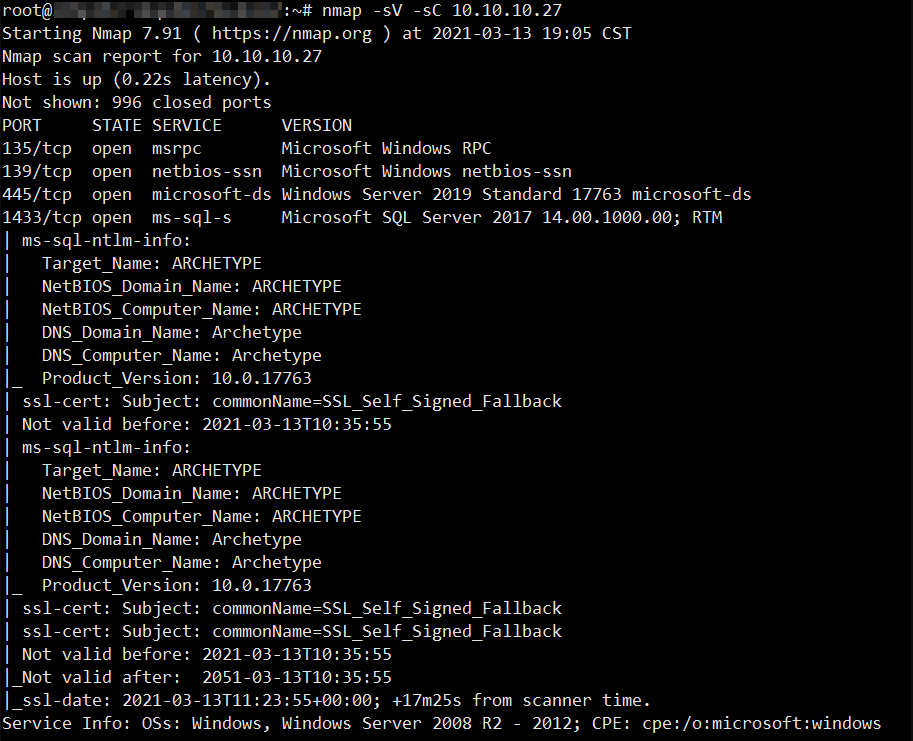 root@:~# nmap -sV -sC 10.10.10.27
Starting Nmap 7.91 ( https://nmap.org ) at 2021-03-13 19:05 CST
Nmap scan report for 10.10.10.27
Host is up (0.22s latency).
Not shown: 996 closed ports
PORT     STATE SERVICE      VERSION
135/tcp  open  msrpc        Microsoft Windows RPC
139/tcp  open  netbios-ssn  Microsoft Windows netbios-ssn
445/tcp  open  microsoft-ds Windows Server 2019 Standard 17763 microsoft-ds
1433/tcp open  ms-sql-s     Microsoft SQL Server 2017 14.00.1000.00; RTM
| ms-sql-ntlm-info:
|   Target_Name: ARCHETYPE
|   NetBIOS_Domain_Name: ARCHETYPE
|   NetBIOS_Computer_Name: ARCHETYPE
|   DNS_Domain_Name: Archetype
|   DNS_Computer_Name: Archetype
|_  Product_Version: 10.0.17763
| ssl-cert: Subject: commonName=SSL_Self_Signed_Fallback
| Not valid before: 2021-03-13T10:35:55
| ms-sql-ntlm-info:
|   Target_Name: ARCHETYPE
|   NetBIOS_Domain_Name: ARCHETYPE
|   NetBIOS_Computer_Name: ARCHETYPE
|   DNS_Domain_Name: Archetype
|   DNS_Computer_Name: Archetype
|_  Product_Version: 10.0.17763
| ssl-cert: Subject: commonName=SSL_Self_Signed_Fallback
| ssl-cert: Subject: commonName=SSL_Self_Signed_Fallback
| Not valid before: 2021-03-13T10:35:55
|_Not valid after:  2051-03-13T10:35:55
|_ssl-date: 2021-03-13T11:23:55+00:00; +17m25s from scanner time.
Service Info: OSs: Windows, Windows Server 2008 R2 - 2012; CPE: cpe:/o:microsoft:windows